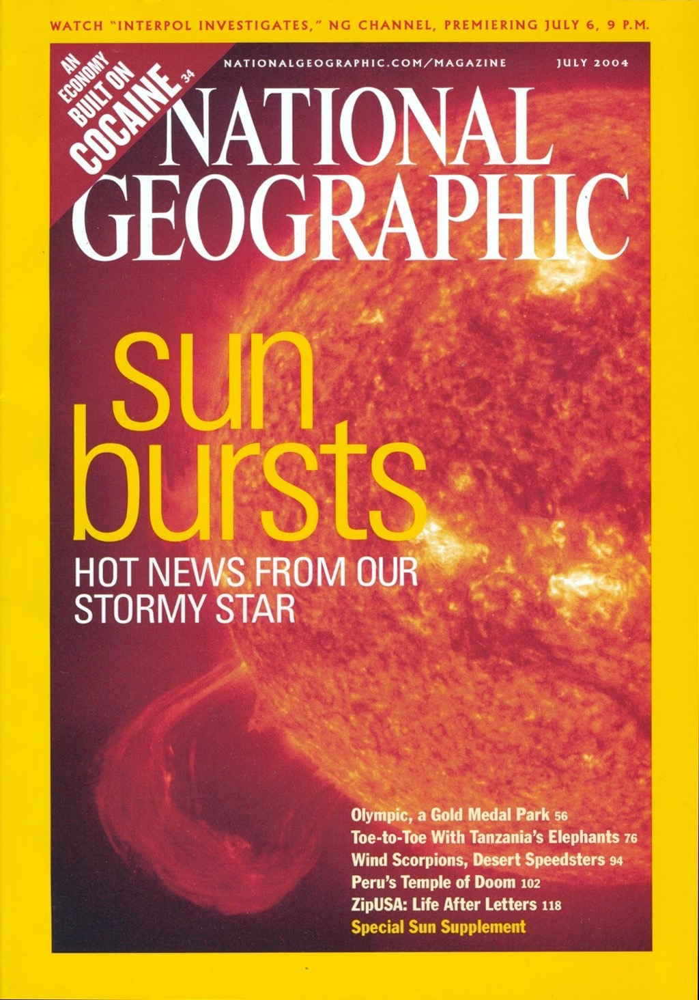 WATCH “INTERPOL INVESTIGATES,” NG CHANNEL, PREMIERING JULY 6, 9 P.M.
AN
ECONOMY
BUILT ON
COCAINE 34
NATIONALGEOGRAPHIC.COM/MAGAZINE JULY 2004
NATIONAL
GEOGRAPHIC
sun
bursts
HOT NEWS FROM OUR
STORMY STAR
Olympic, a Gold Medal Park 56
Toe-to-Toe With Tanzania’s Elephants 76
Wind Scorpions, Desert Speedsters 94
Peru’s Temple of Doom 102
ZipUSA: Life After Letters 118
Special Sun Supplement